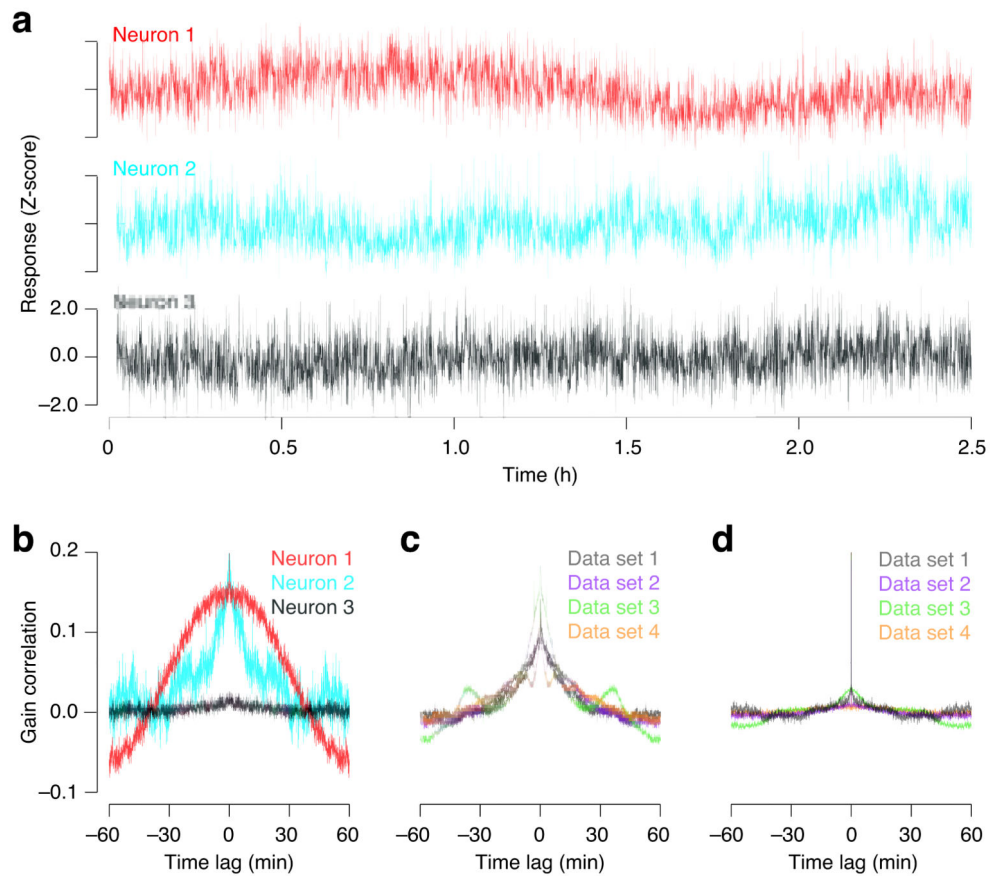 a
Neuron 1
Neuron 2
Neuron 3
Response (Z-score)
2.0
0.0
−2.0
0 0.5 1.0 1.5 2.0 2.5
Time (h)
b
Neuron 1
Neuron 2
Neuron 3
Gain correlation
0.2
0.1
0.0
−0.1
−60 −30 0 30 60
Time lag (min)
c
Data set 1
Data set 2
Data set 3
Data set 4
−60 −30 0 30 60
Time lag (min)
d
Data set 1
Data set 2
Data set 3
Data set 4
−60 −30 0 30 60
Time lag (min)